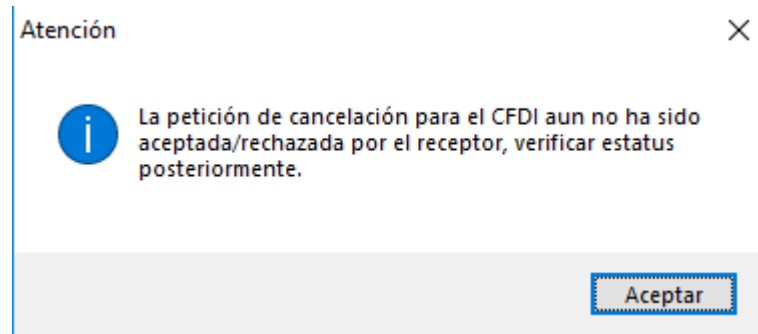 Atención
La petición de cancelación para el CFDI aun no ha sido
aceptada/rechazada por el receptor, verificar estatus
posteriormente.
Aceptar